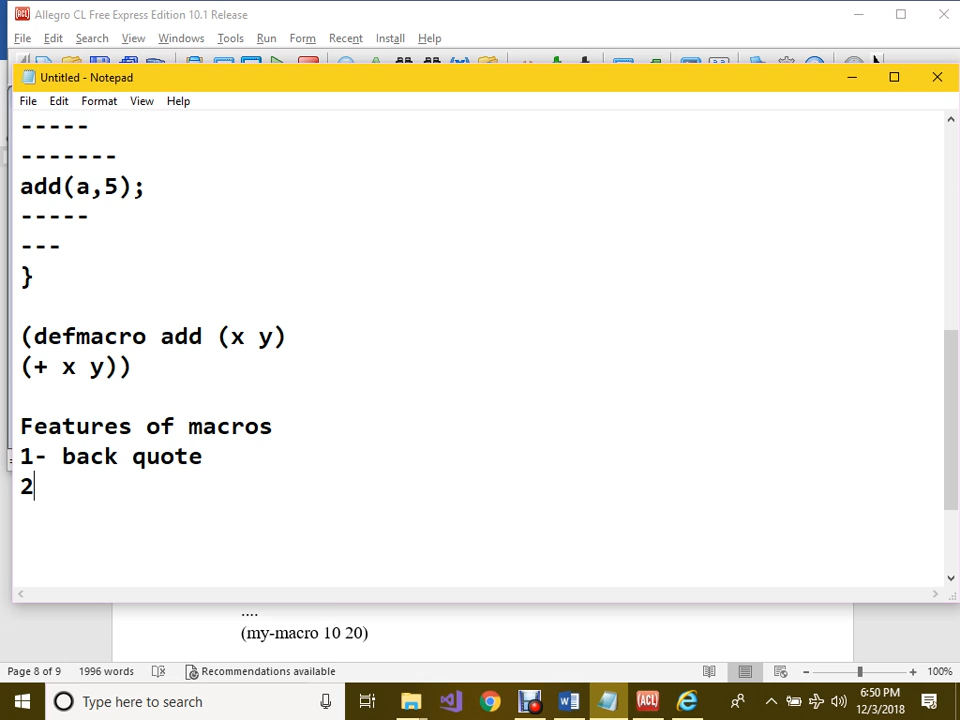 Allegro CL Free Express Edition 10.1 Release
File Edit Search View Windows Tools Run Form Recent Install Help
Untitled - Notepad
File Edit Format View Help
-----
-------
add(a,5);
-----
---
}
(defmacro add (x y)
(+ x y))
Features of macros
1- back quote
2
....
(my-macro 10 20)
Page 8 of 9 1996 words Recommendations available 100%
Type here to search
ACL
6:50 PM
12/3/2018